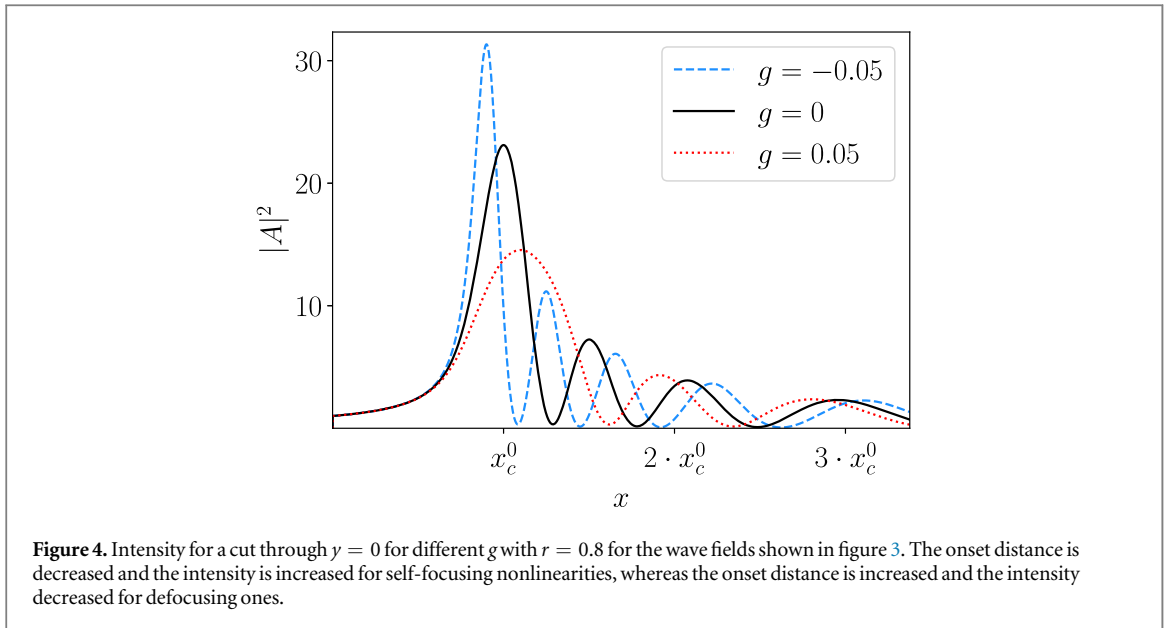 30
20
10
|A|²
g = −0.05
g = 0
g = 0.05
x_c^0
2 · x_c^0
3 · x_c^0
x
Figure 4. Intensity for a cut through y = 0 for different g with r = 0.8 for the wave fields shown in figure 3. The onset distance is
decreased and the intensity is increased for self-focusing nonlinearities, whereas the onset distance is increased and the intensity
decreased for defocusing ones.